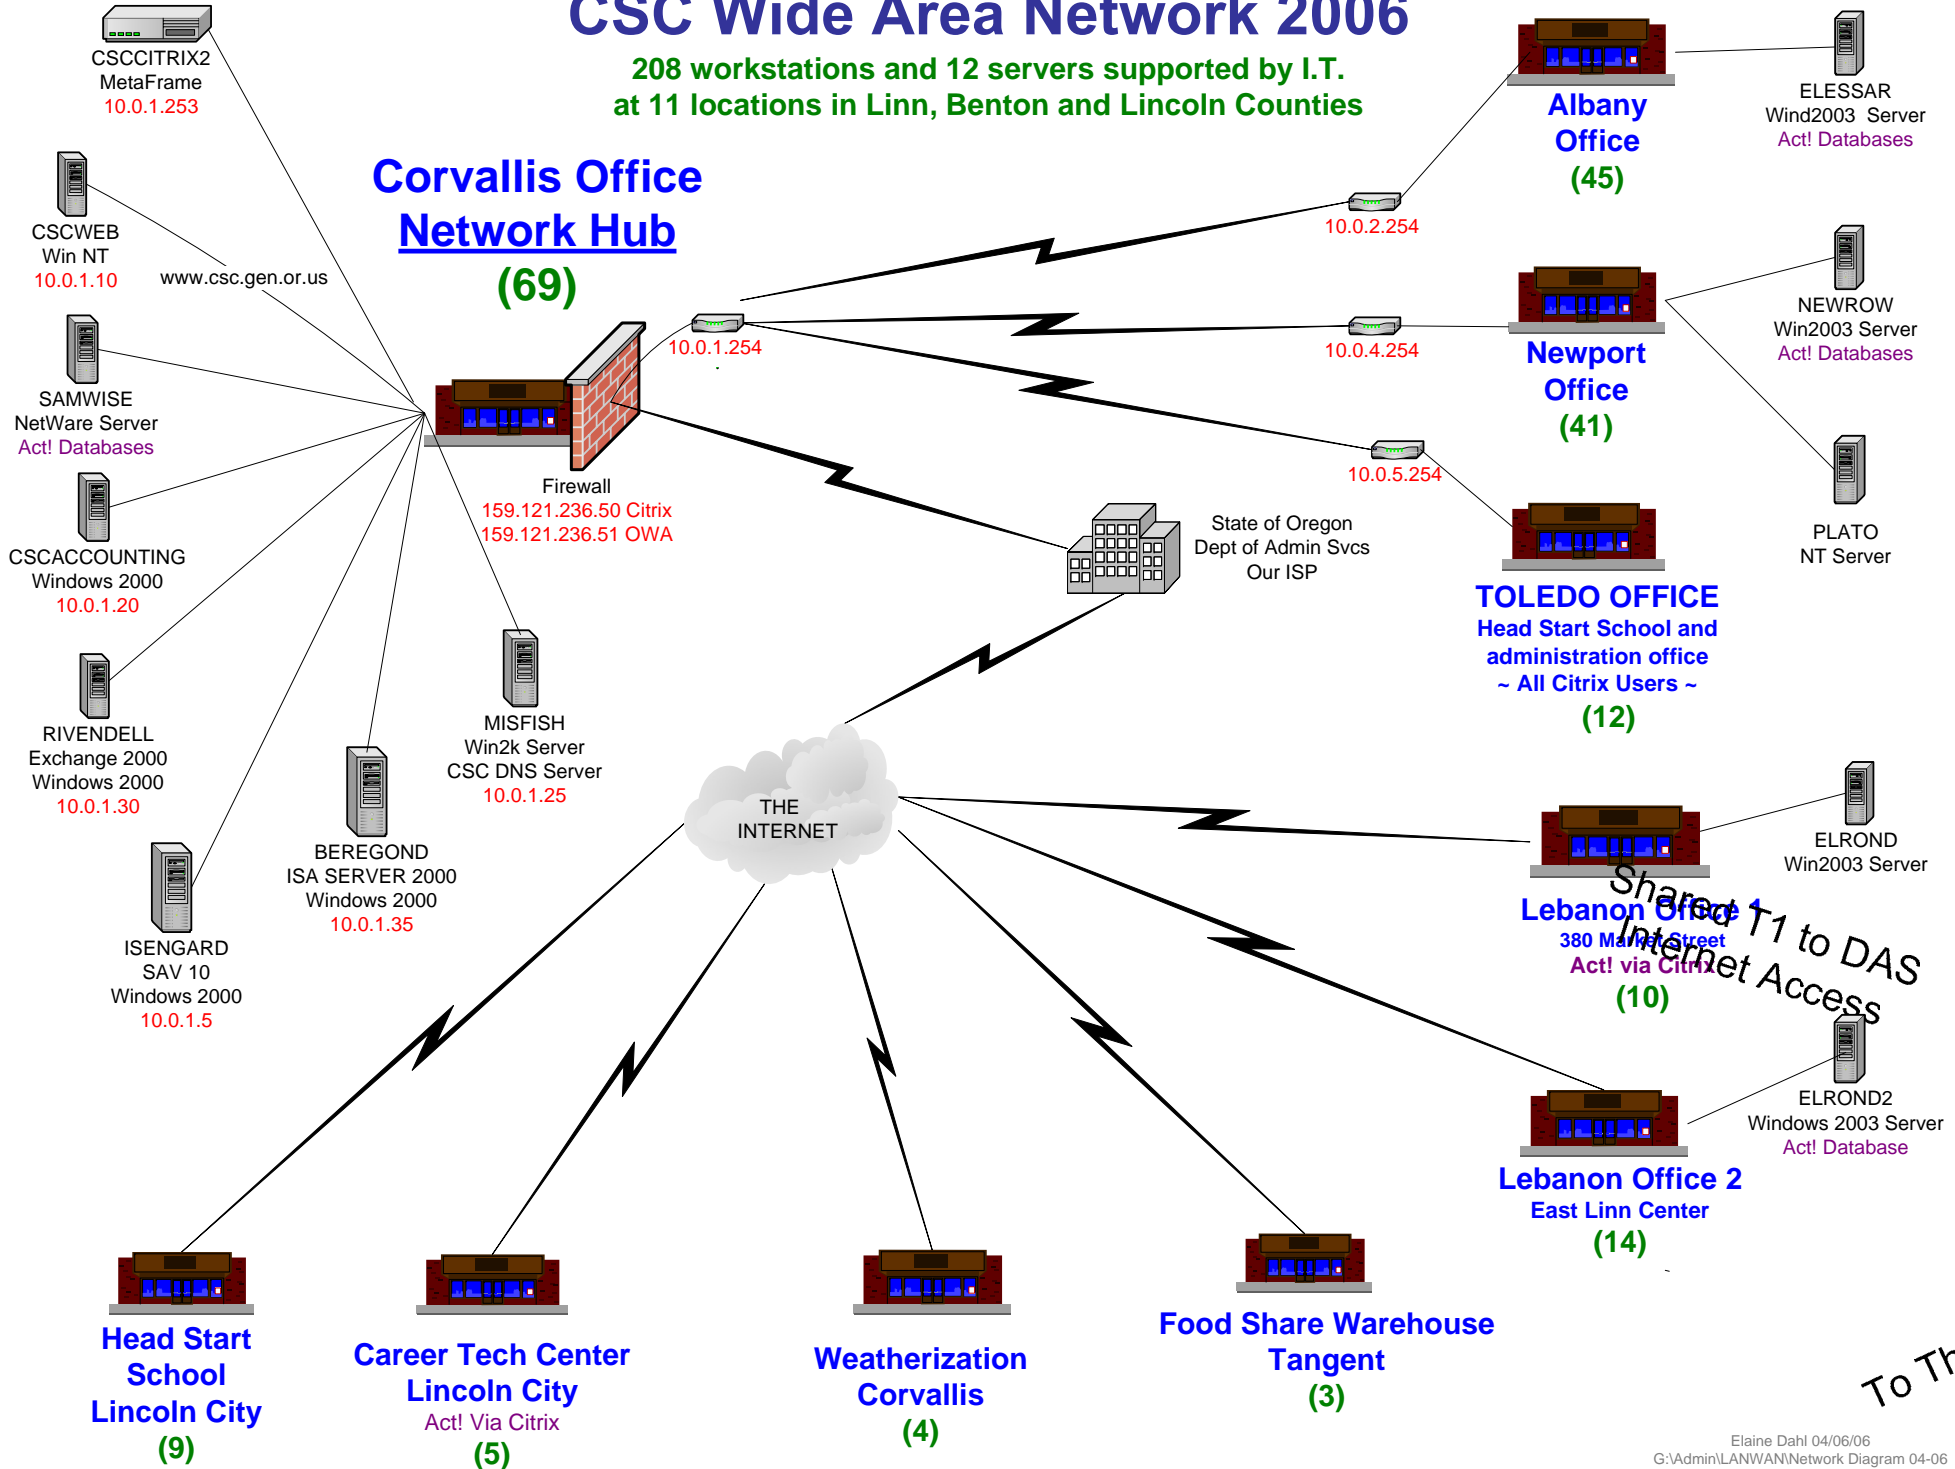 CSC Wide Area Network 2006
208 workstations and 12 servers supported by I.T.
at 11 locations in Linn, Benton and Lincoln Counties
CSCCITRIX2
MetaFrame
10.0.1.253
CSCWEB
Win NT
10.0.1.10
www.csc.gen.or.us
SAMWISE
NetWare Server
Act! Databases
CSCACCOUNTING
Windows 2000
10.0.1.20
RIVENDELL
Exchange 2000
Windows 2000
10.0.1.30
ISENGARD
SAV 10
Windows 2000
10.0.1.5
BEREGOND
ISA SERVER 2000
Windows 2000
10.0.1.35
MISFISH
Win2k Server
CSC DNS Server
10.0.1.25
Corvallis Office
Network Hub
(69)
10.0.1.254
Firewall
159.121.236.50 Citrix
159.121.236.51 OWA
State of Oregon
Dept of Admin Svcs
Our ISP
THE
INTERNET
10.0.2.254
10.0.4.254
10.0.5.254
Albany
Office
(45)
ELESSAR
Wind2003 Server
Act! Databases
Newport
Office
(41)
NEWROW
Win2003 Server
Act! Databases
PLATO
NT Server
TOLEDO OFFICE
Head Start School and
administration office
~ All Citrix Users ~
(12)
ELROND
Win2003 Server
Lebanon Office 1
380 Market Street
Act! via Citrix
(10)
Shared T1 to DAS
Internet Access
ELROND2
Windows 2003 Server
Act! Database
Lebanon Office 2
East Linn Center
(14)
Head Start
School
Lincoln City
(9)
Career Tech Center
Lincoln City
Act! Via Citrix
(5)
Weatherization
Corvallis
(4)
Food Share Warehouse
Tangent
(3)
To Th
Elaine Dahl 04/06/06
G:\Admin\LANWAN\Network Diagram 04-06